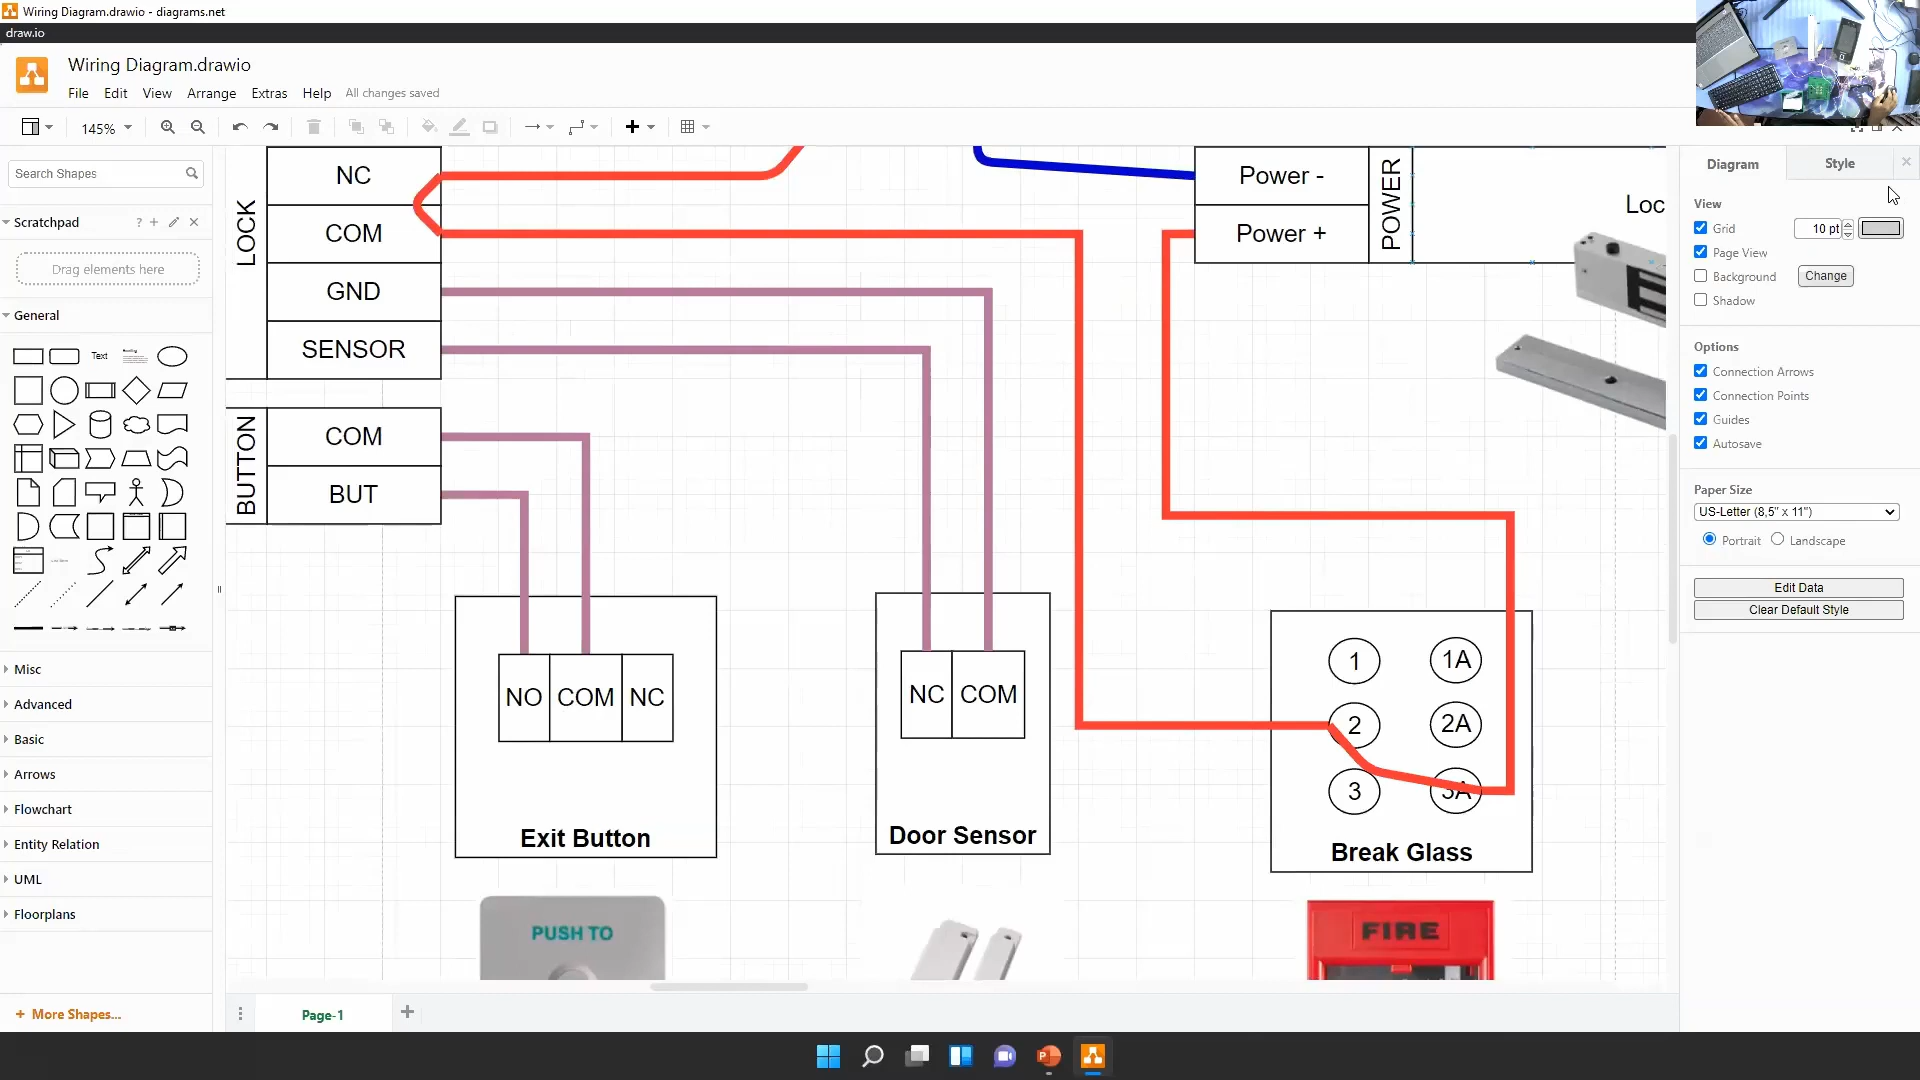 Wiring Diagram.drawio - diagrams.net
draw.io
Wiring Diagram.drawio
File Edit View Arrange Extras Help All changes saved
145%
Search Shapes
Scratchpad
?
Drag elements here
General
Text
Misc
Advanced
Basic
Arrows
Flowchart
Entity Relation
UML
Floorplans
+ More Shapes...
LOCK
NC
COM
GND
SENSOR
BUTTON
COM
BUT
Power -
Power +
POWER
Loc
NO COM NC
Exit Button
NC COM
Door Sensor
1 1A
2 2A
3 3A
Break Glass
PUSH TO
FIRE
Page-1
Diagram Style
View
Grid 10 pt
Page View
Background Change
Shadow
Options
Connection Arrows
Connection Points
Guides
Autosave
Paper Size
US-Letter (8,5" x 11")
Portrait Landscape
Edit Data
Clear Default Style